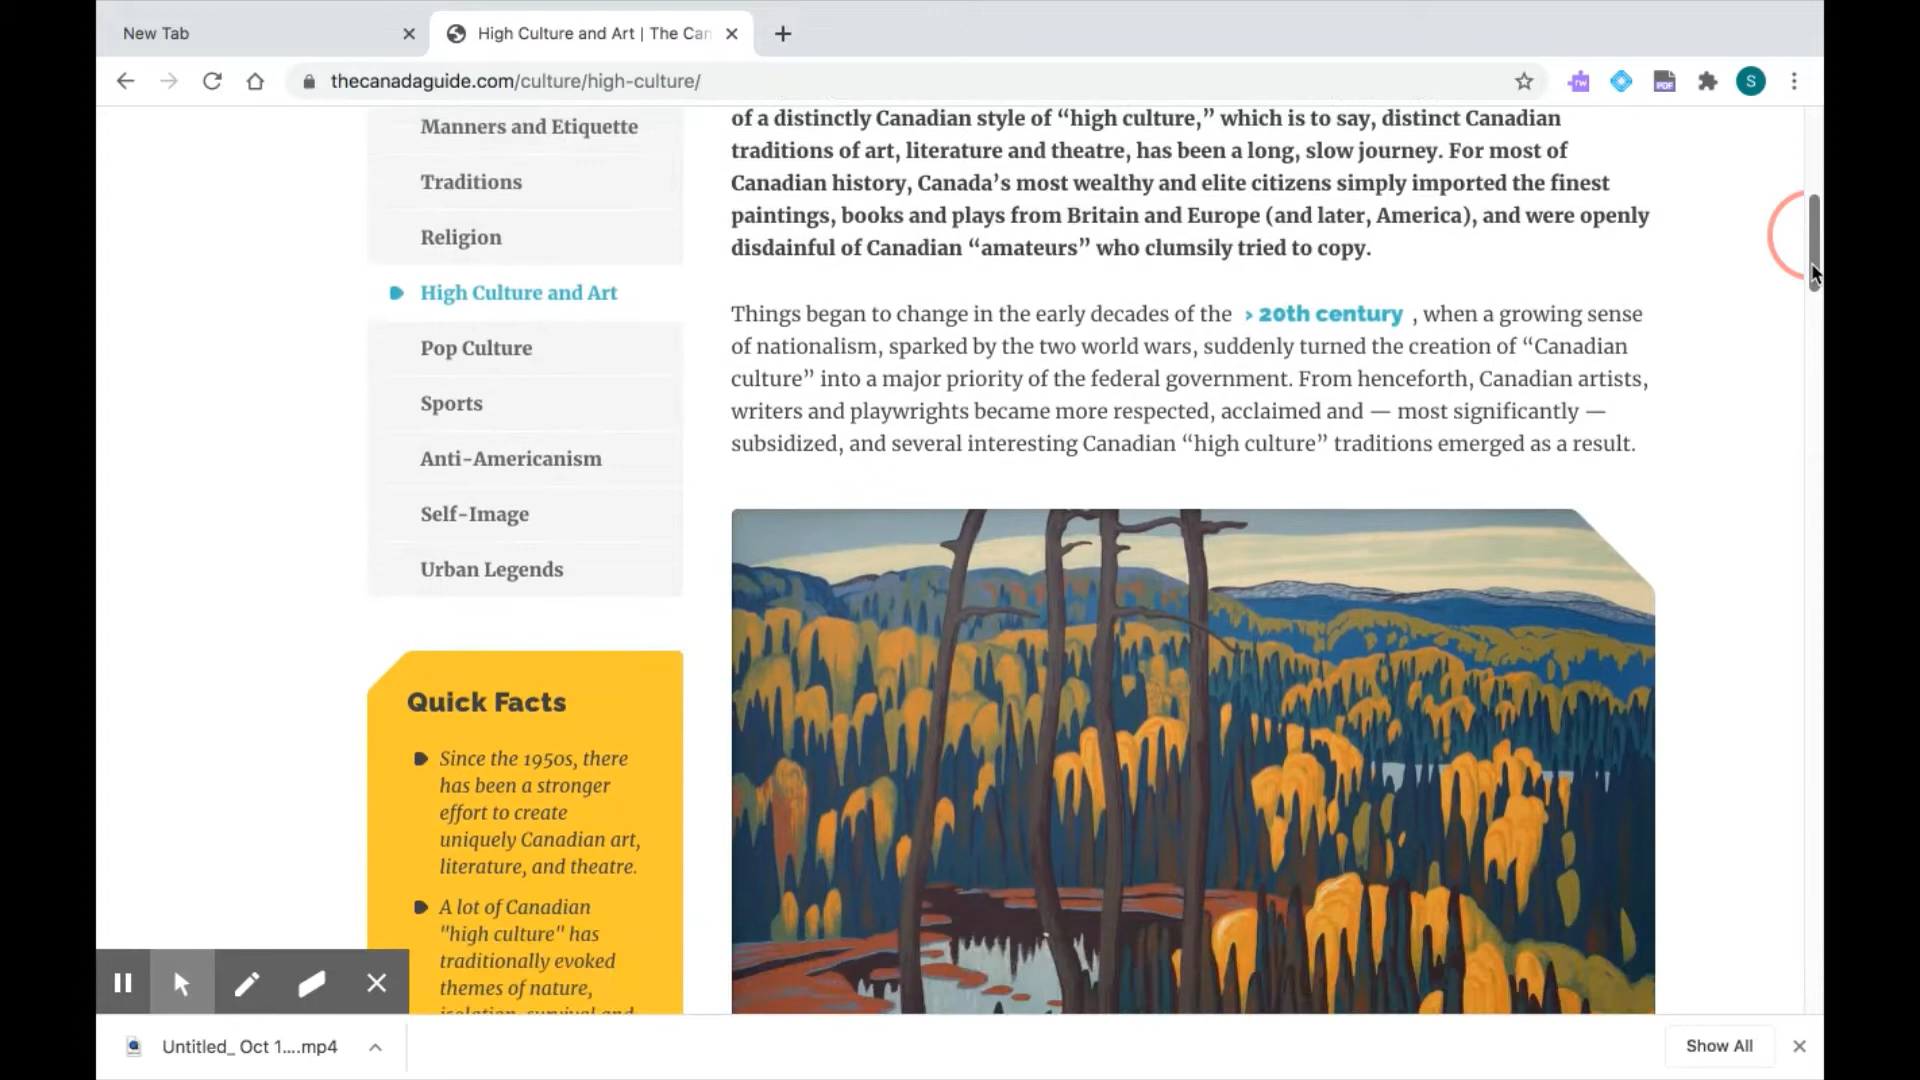 New Tab
High Culture and Art | The Can
thecanadaguide.com/culture/high-culture/
rw
PDF
S
Manners and Etiquette
Traditions
Religion
High Culture and Art
Pop Culture
Sports
Anti-Americanism
Self-Image
Urban Legends
Quick Facts
Since the 1950s, there
has been a stronger
effort to create
uniquely Canadian art,
literature, and theatre.
A lot of Canadian
"high culture" has
traditionally evoked
themes of nature,
isolation, survival and
of a distinctly Canadian style of “high culture,” which is to say, distinct Canadian
traditions of art, literature and theatre, has been a long, slow journey. For most of
Canadian history, Canada’s most wealthy and elite citizens simply imported the finest
paintings, books and plays from Britain and Europe (and later, America), and were openly
disdainful of Canadian “amateurs” who clumsily tried to copy.
Things began to change in the early decades of the › 20th century , when a growing sense
of nationalism, sparked by the two world wars, suddenly turned the creation of “Canadian
culture” into a major priority of the federal government. From henceforth, Canadian artists,
writers and playwrights became more respected, acclaimed and — most significantly —
subsidized, and several interesting Canadian “high culture” traditions emerged as a result.
Untitled_ Oct 1....mp4
Show All